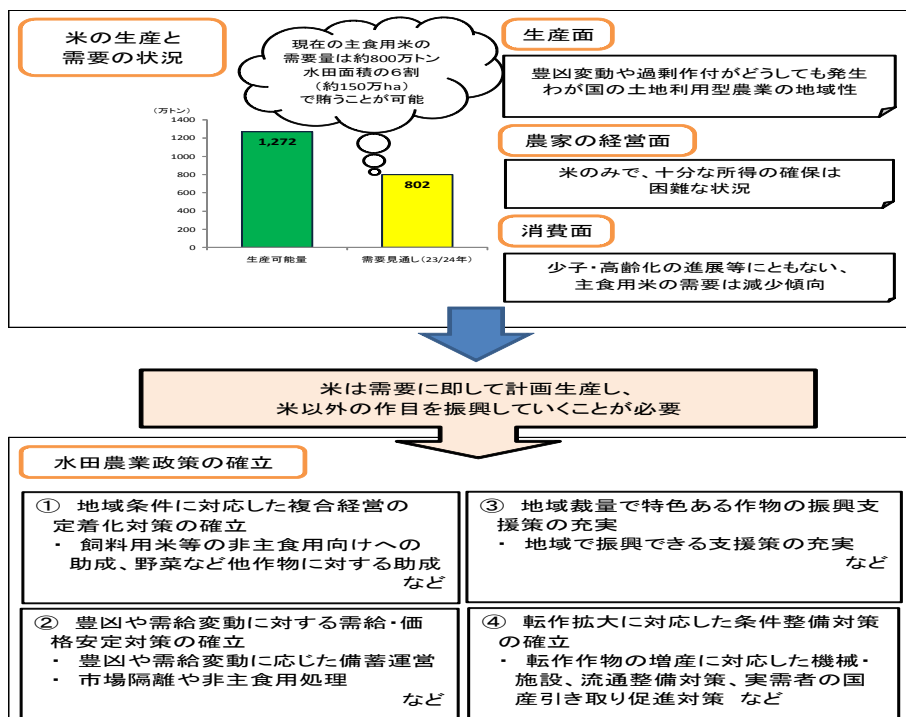 米の生産と
需要の状況
現在の主食用米の
需要量は約800万トン
水田面積の6割
(約150万ha)
で賄うことが可能
(万トン)
1400
1200
1000
800
600
400
200
0
1,272
802
生産可能量
需要見通し(23/24年)
生産面
豊凶変動や過剰作付がどうしても発生
わが国の土地利用型農業の地域性
農家の経営面
米のみで、十分な所得の確保は
困難な状況
消費面
少子・高齢化の進展等にともない、
主食用米の需要は減少傾向
米は需要に即して計画生産し、
米以外の作目を振興していくことが必要
水田農業政策の確立
① 地域条件に対応した複合経営の
定着化対策の確立
・ 飼料用米等の非主食用向けへの
助成、野菜など他作物に対する助成
など
② 豊凶や需給変動に対する需給・価
格安定対策の確立
・ 豊凶や需給変動に応じた備蓄運営
・ 市場隔離や非主食用処理
など
③ 地域裁量で特色ある作物の振興支
援策の充実
・ 地域で振興できる支援策の充実
など
④ 転作拡大に対応した条件整備対策
の確立
・ 転作作物の増産に対応した機械・
施設、流通整備対策、実需者の国
産引き取り促進対策 など